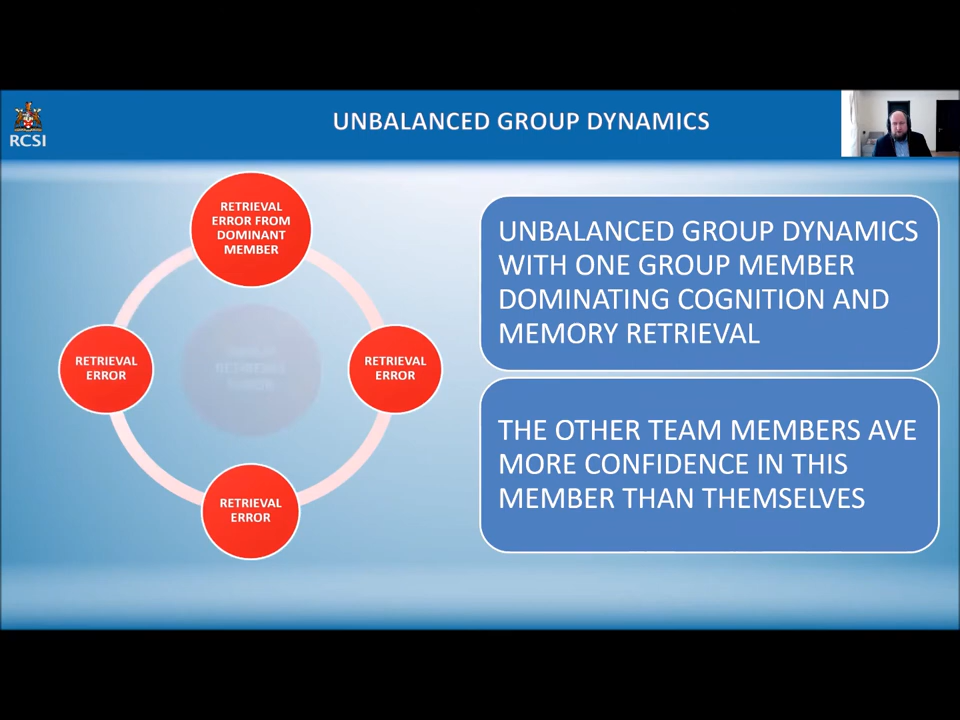 RCSI
UNBALANCED GROUP DYNAMICS
RETRIEVAL
ERROR FROM
DOMINANT
MEMBER
RETRIEVAL
ERROR
RETRIEVAL
ERROR
RETRIEVAL
ERROR
UNBALANCED GROUP DYNAMICS
WITH ONE GROUP MEMBER
DOMINATING COGNITION AND
MEMORY RETRIEVAL
THE OTHER TEAM MEMBERS AVE
MORE CONFIDENCE IN THIS
MEMBER THAN THEMSELVES